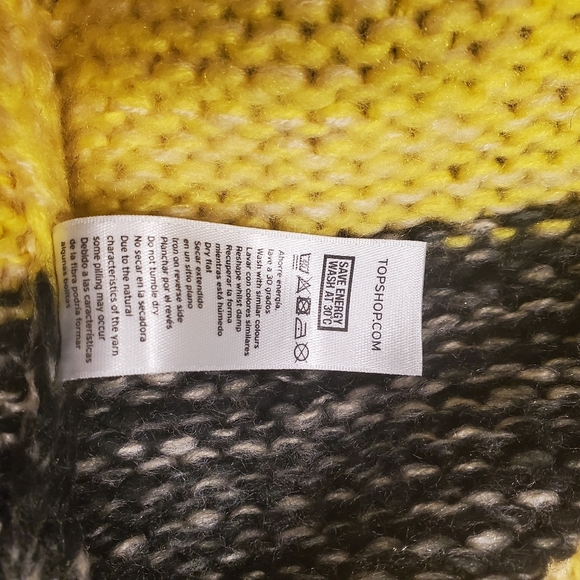 TOPSHOP.COM
SAVE ENERGY
WASH AT 30°C
Ahorre energía,
lave a 30 grados
Wash with similar colours
Lavar con colores similares
Reshape whilst damp
Recuperar la forma
mientras está húmedo
Dry flat
Secar extendido
en un sitio plano
Iron on reverse side
Planchar por el revés
Do not tumble dry
No secar en la secadora
Due to the natural
characteristics of the yarn
some pilling may occur
Debido a las características
de la fibra podría formar
algunas bolitas